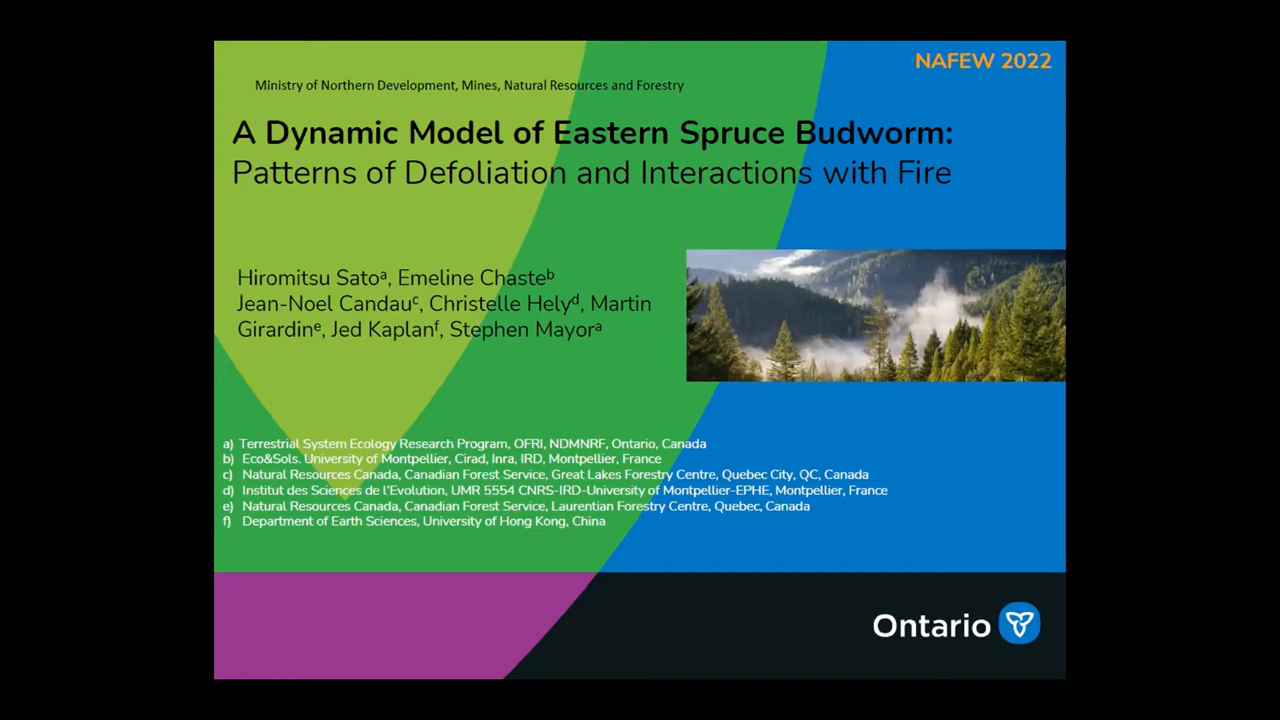 NAFEW 2022
Ministry of Northern Development, Mines, Natural Resources and Forestry
A Dynamic Model of Eastern Spruce Budworm:
Patterns of Defoliation and Interactions with Fire
Hiromitsu Satoᵃ, Emeline Chasteᵇ
Jean-Noel Candauᶜ, Christelle Helyᵈ, Martin
Girardinᵉ, Jed Kaplanᶠ, Stephen Mayorᵃ
a) Terrestrial System Ecology Research Program, OFRI, NDMNRF, Ontario, Canada
b) Eco&Sols. University of Montpellier, Cirad, Inra, IRD, Montpellier, France
c) Natural Resources Canada, Canadian Forest Service, Great Lakes Forestry Centre, Quebec City, QC, Canada
d) Institut des Sciences de l'Evolution, UMR 5554 CNRS-IRD-University of Montpellier-EPHE, Montpellier, France
e) Natural Resources Canada, Canadian Forest Service, Laurentian Forestry Centre, Quebec, Canada
f) Department of Earth Sciences, University of Hong Kong, China
Ontario